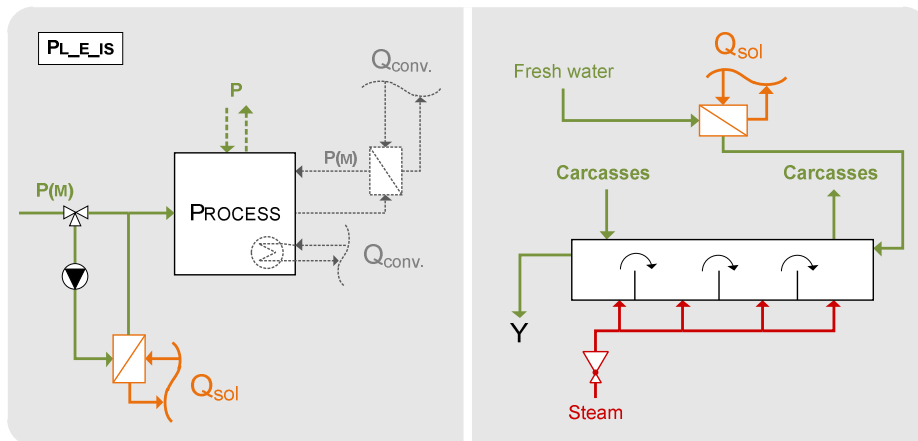 PL_E_IS
Qconv.
P
P(M)
P(M)
PROCESS
Qconv.
Qsol
Qsol
Fresh water
Carcasses
Carcasses
Y
Steam